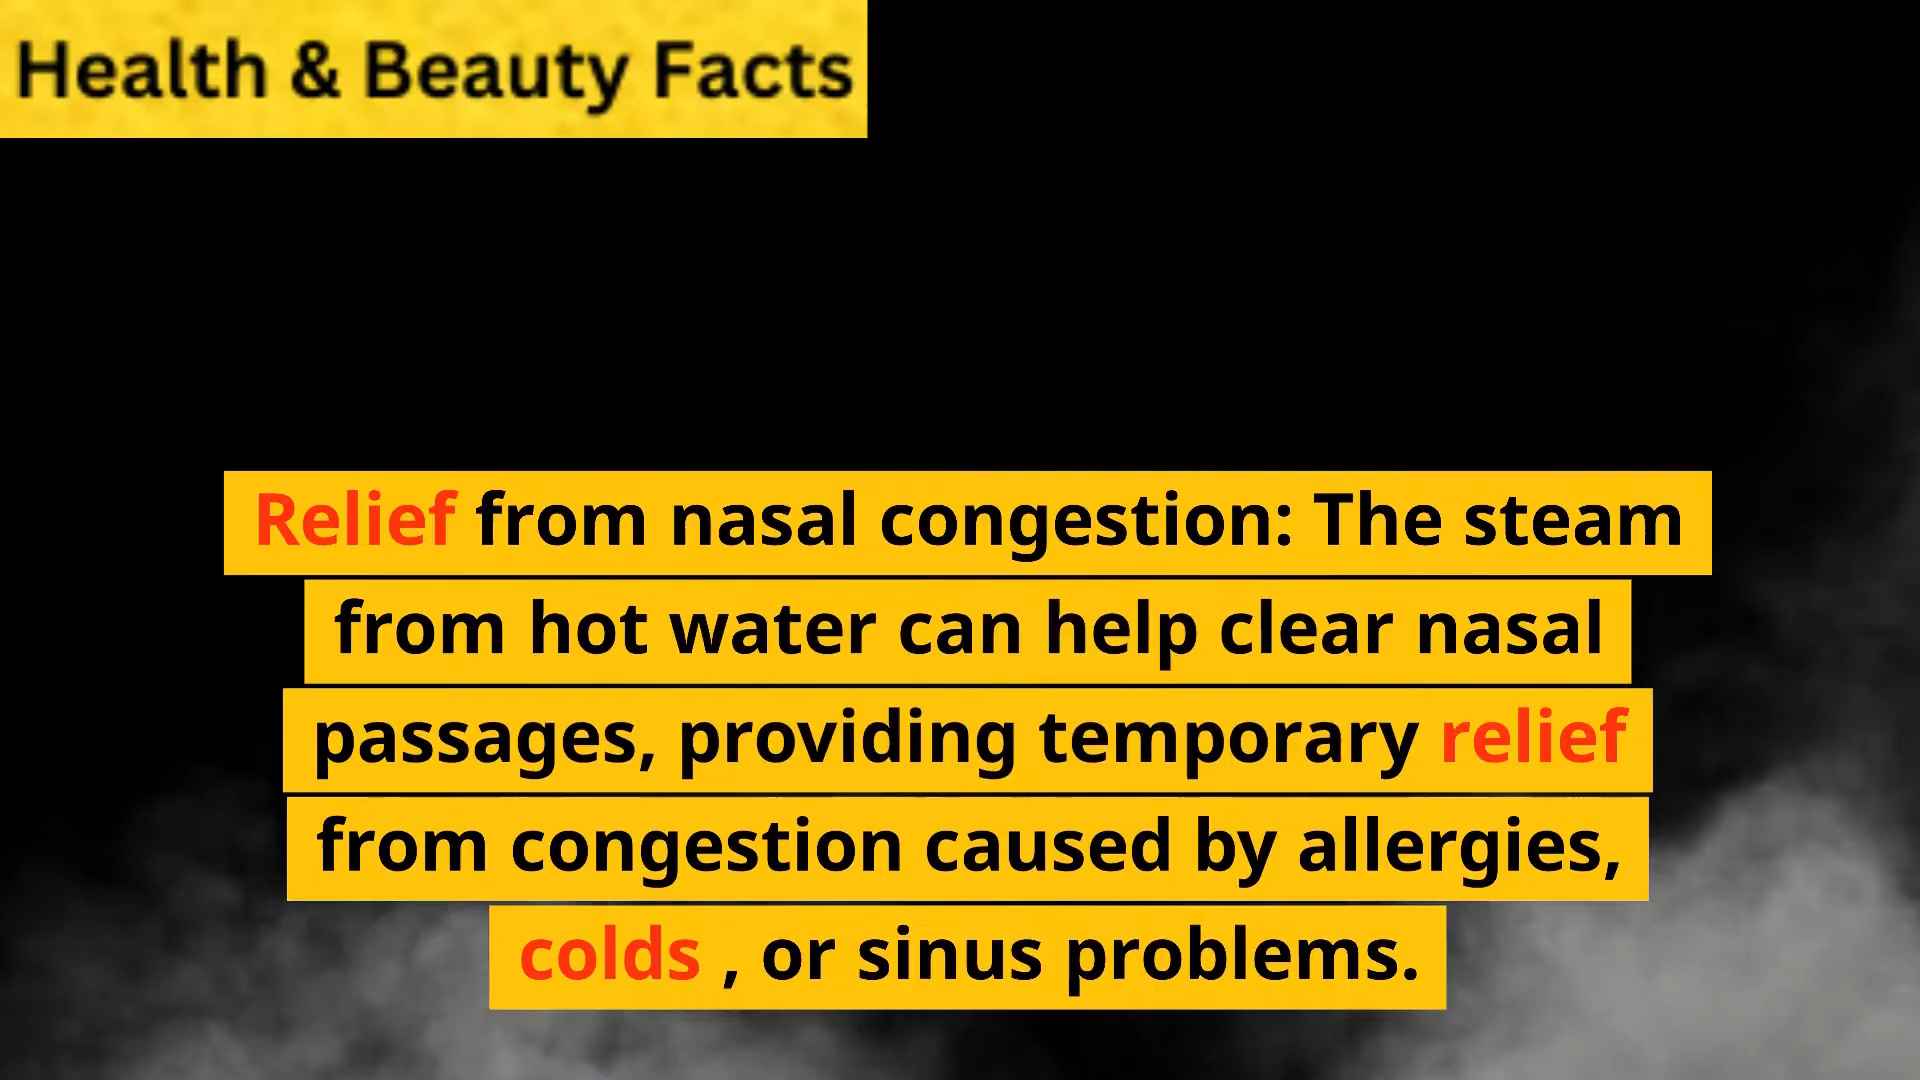 Health & Beauty Facts
Relief from nasal congestion: The steam
from hot water can help clear nasal
passages, providing temporary relief
from congestion caused by allergies,
colds , or sinus problems.